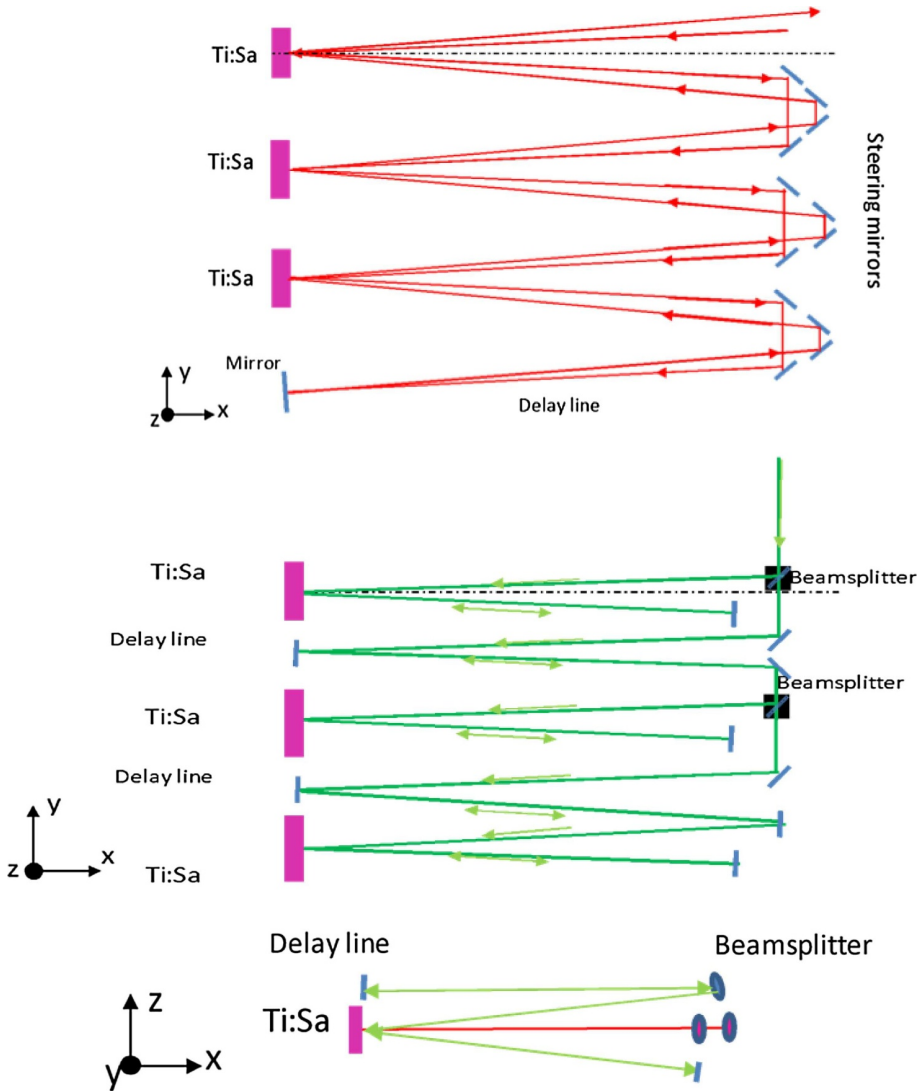 Ti:Sa
Ti:Sa
Steering mirrors
Ti:Sa
Mirror
y
z
x
Delay line
Ti:Sa
Beamsplitter
Delay line
Beamsplitter
Ti:Sa
Delay line
y
z
x
Ti:Sa
Delay line
Beamsplitter
z
Ti:Sa
y
x